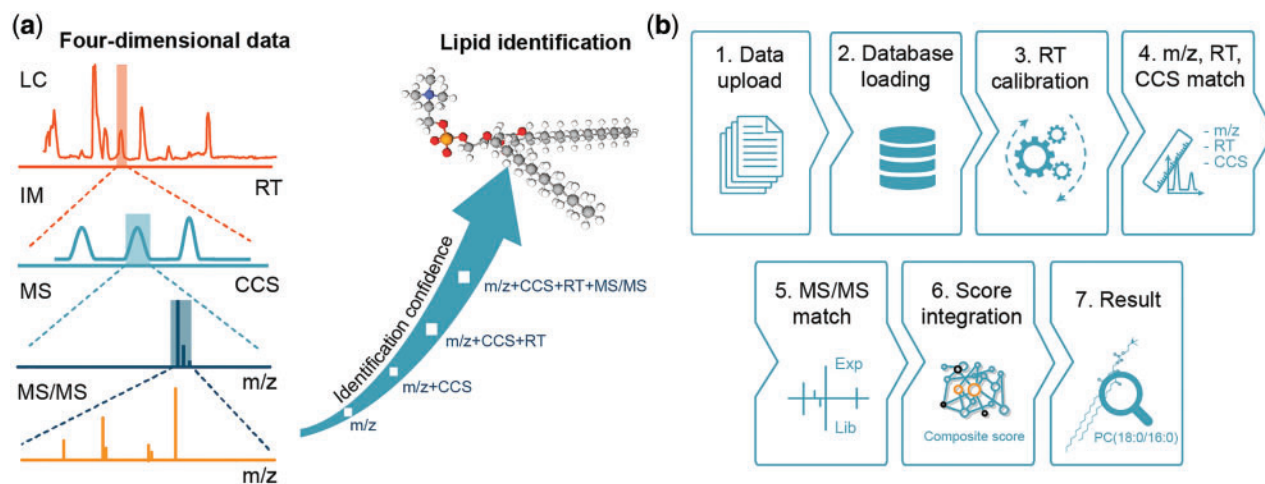 (a)
Four-dimensional data
LC
RT
IM
CCS
MS
m/z
MS/MS
m/z
Lipid identification
Identification confidence
m/z+CCS+RT+MS/MS
m/z+CCS+RT
m/z+CCS
m/z
(b)
1. Data
upload
2. Database
loading
3. RT
calibration
4. m/z, RT,
CCS match
- m/z
- RT
- CCS
5. MS/MS
match
Exp
Lib
6. Score
integration
Composite score
7. Result
PC(18:0/16:0)